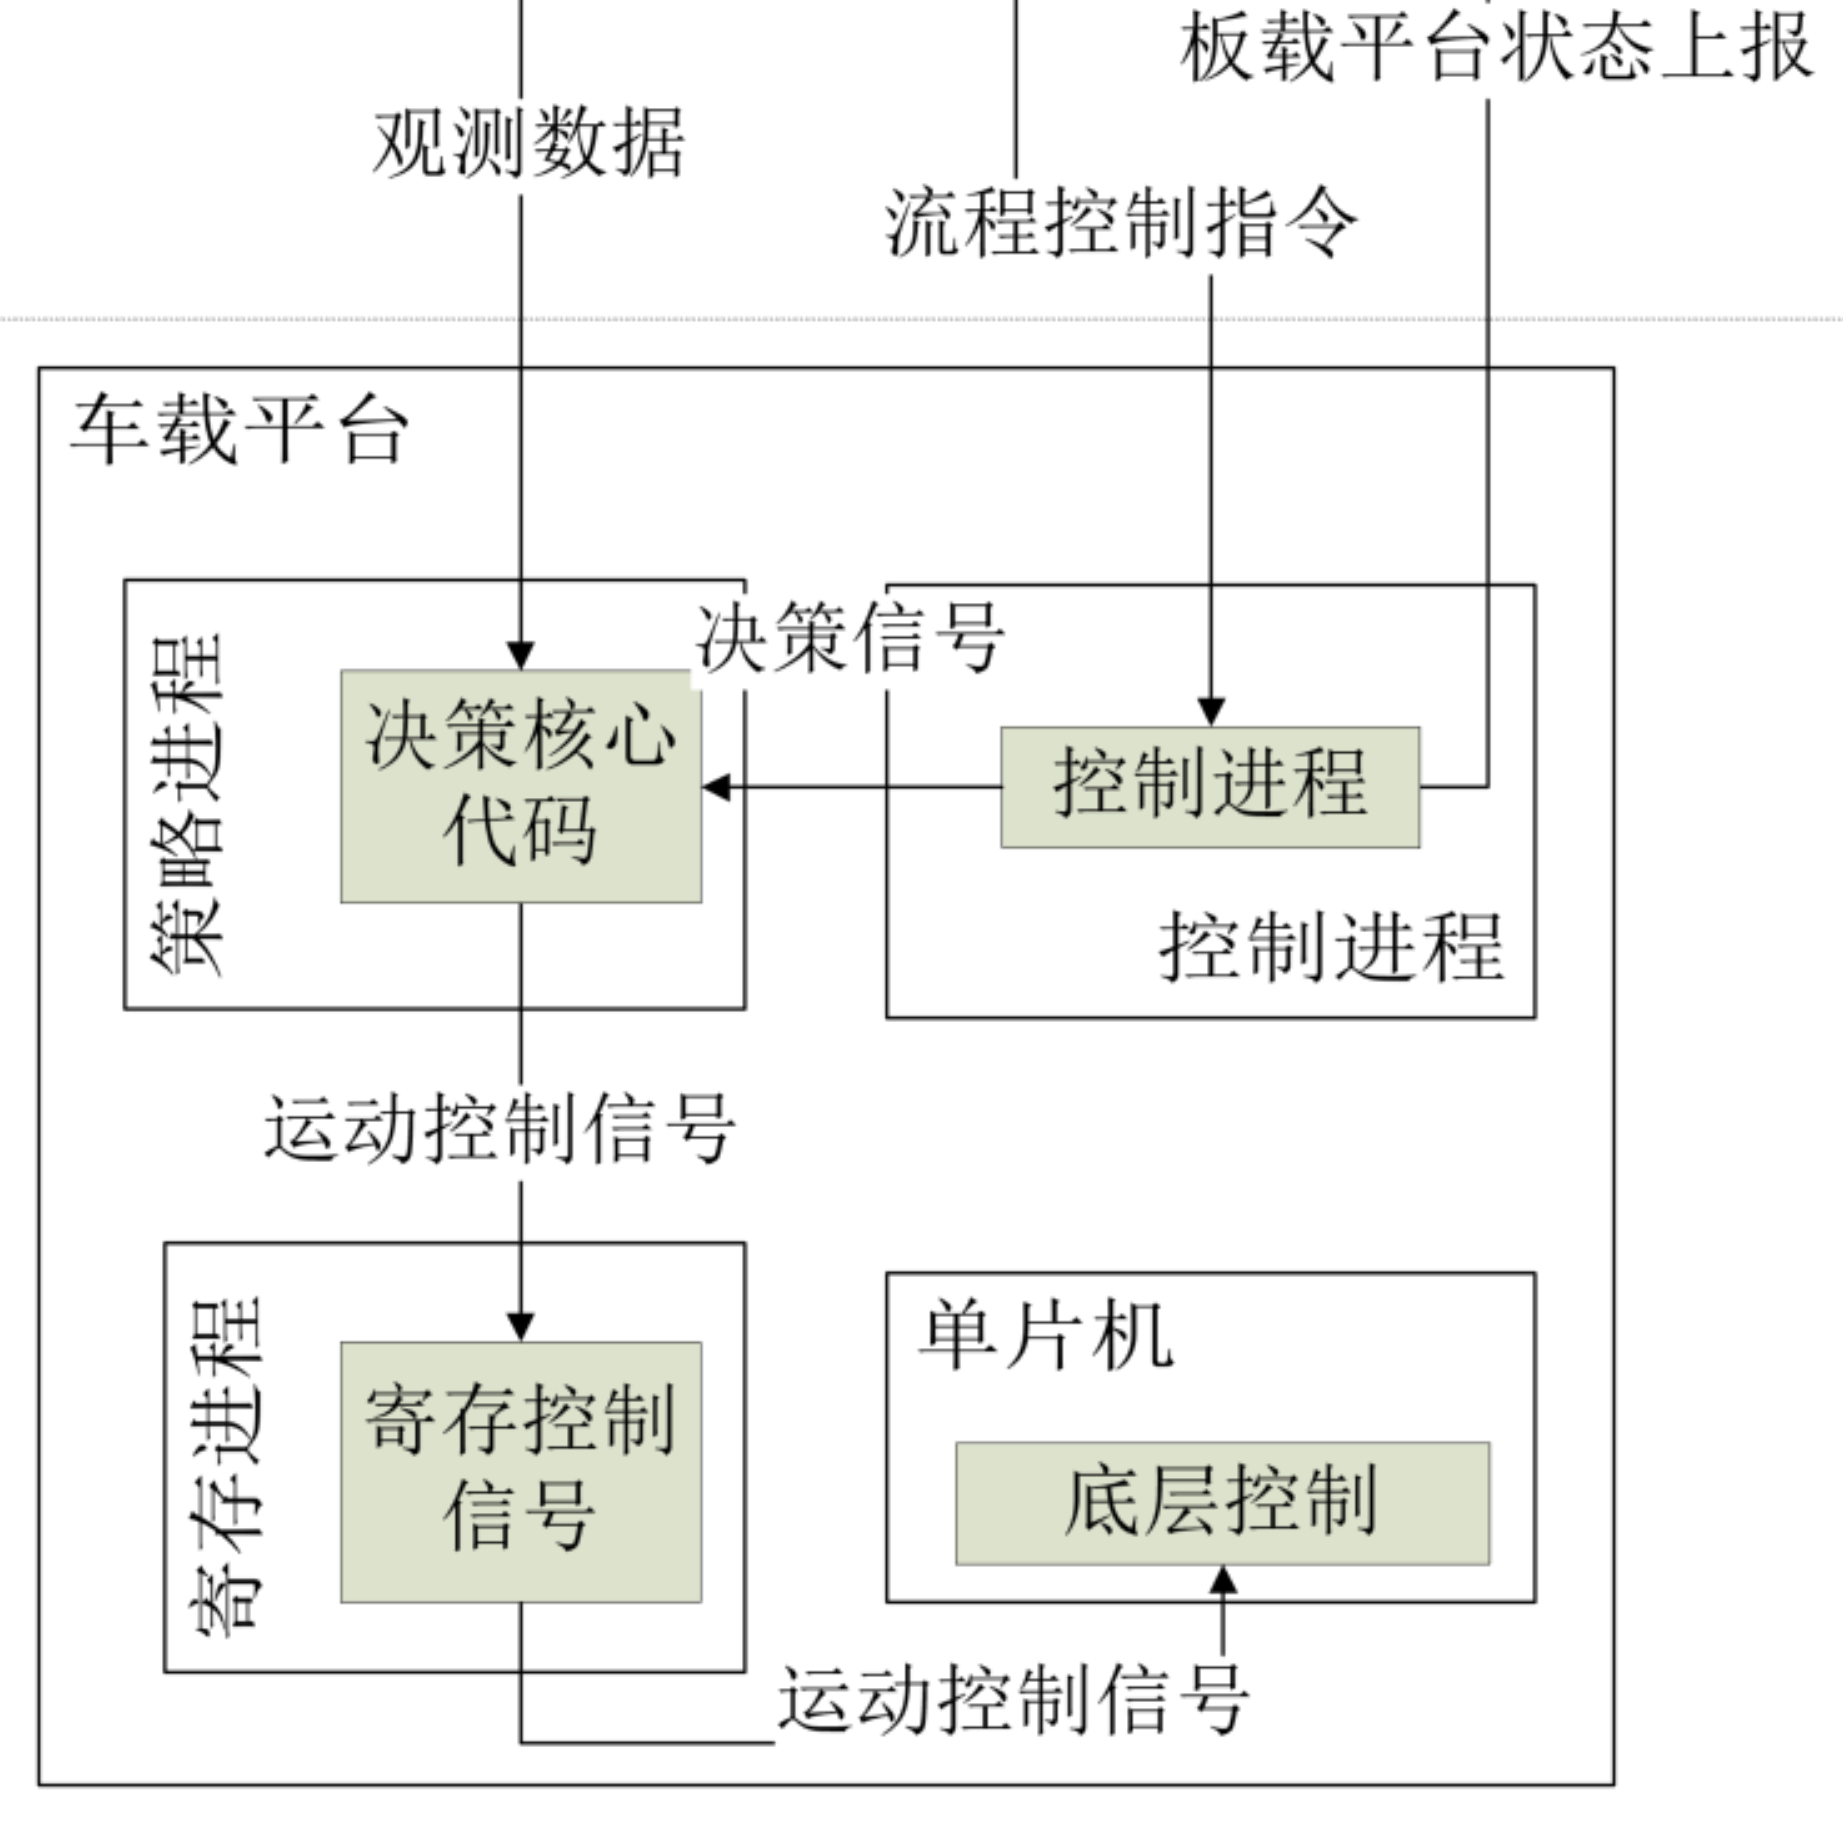 板载平台状态上报
观测数据
流程控制指令
车载平台
决策信号
策略进程
决策核心
代码
控制进程
控制进程
运动控制信号
寄存进程
寄存控制
信号
单片机
底层控制
运动控制信号